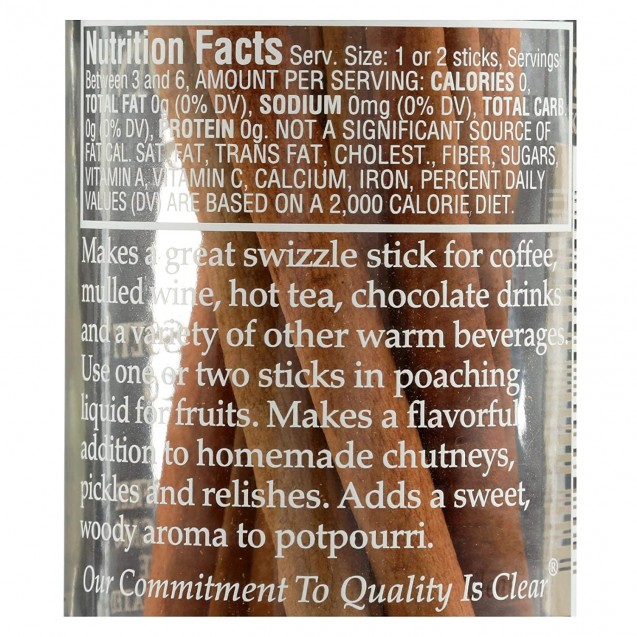 Nutrition Facts Serv. Size: 1 or 2 sticks, Servings
Between 3 and 6, AMOUNT PER SERVING: CALORIES 0,
TOTAL FAT 0g (0% DV), SODIUM 0mg (0% DV), TOTAL CARB.
0g (0% DV), PROTEIN 0g. NOT A SIGNIFICANT SOURCE OF
FAT CAL. SAT. FAT, TRANS FAT, CHOLEST., FIBER, SUGARS,
VITAMIN A, VITAMIN C, CALCIUM, IRON, PERCENT DAILY
VALUES (DV) ARE BASED ON A 2,000 CALORIE DIET.
Makes a great swizzle stick for coffee,
mulled wine, hot tea, chocolate drinks
and a variety of other warm beverages.
Use one or two sticks in poaching
liquid for fruits. Makes a flavorful
addition to homemade chutneys,
pickles and relishes. Adds a sweet,
woody aroma to potpourri.
Our Commitment To Quality Is Clear®